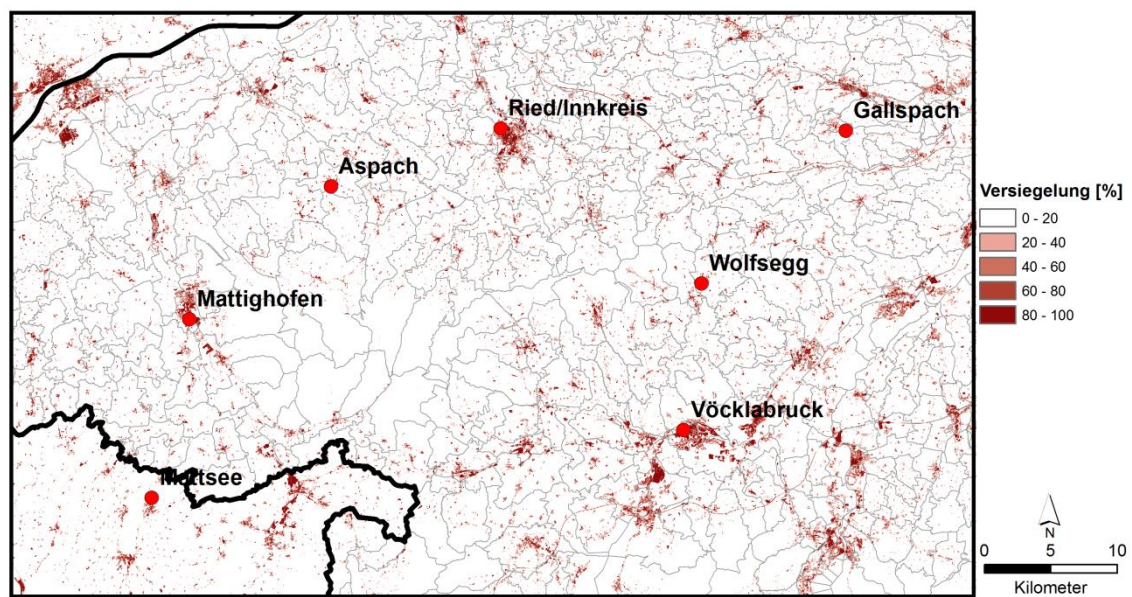 Ried/Innkreis
Gallspach
Aspach
Wolfsegg
Mattighofen
Vöcklabruck
Mattsee
Versiegelung [%]
0 - 20
20 - 40
40 - 60
60 - 80
80 - 100
N
0 5 10
Kilometer